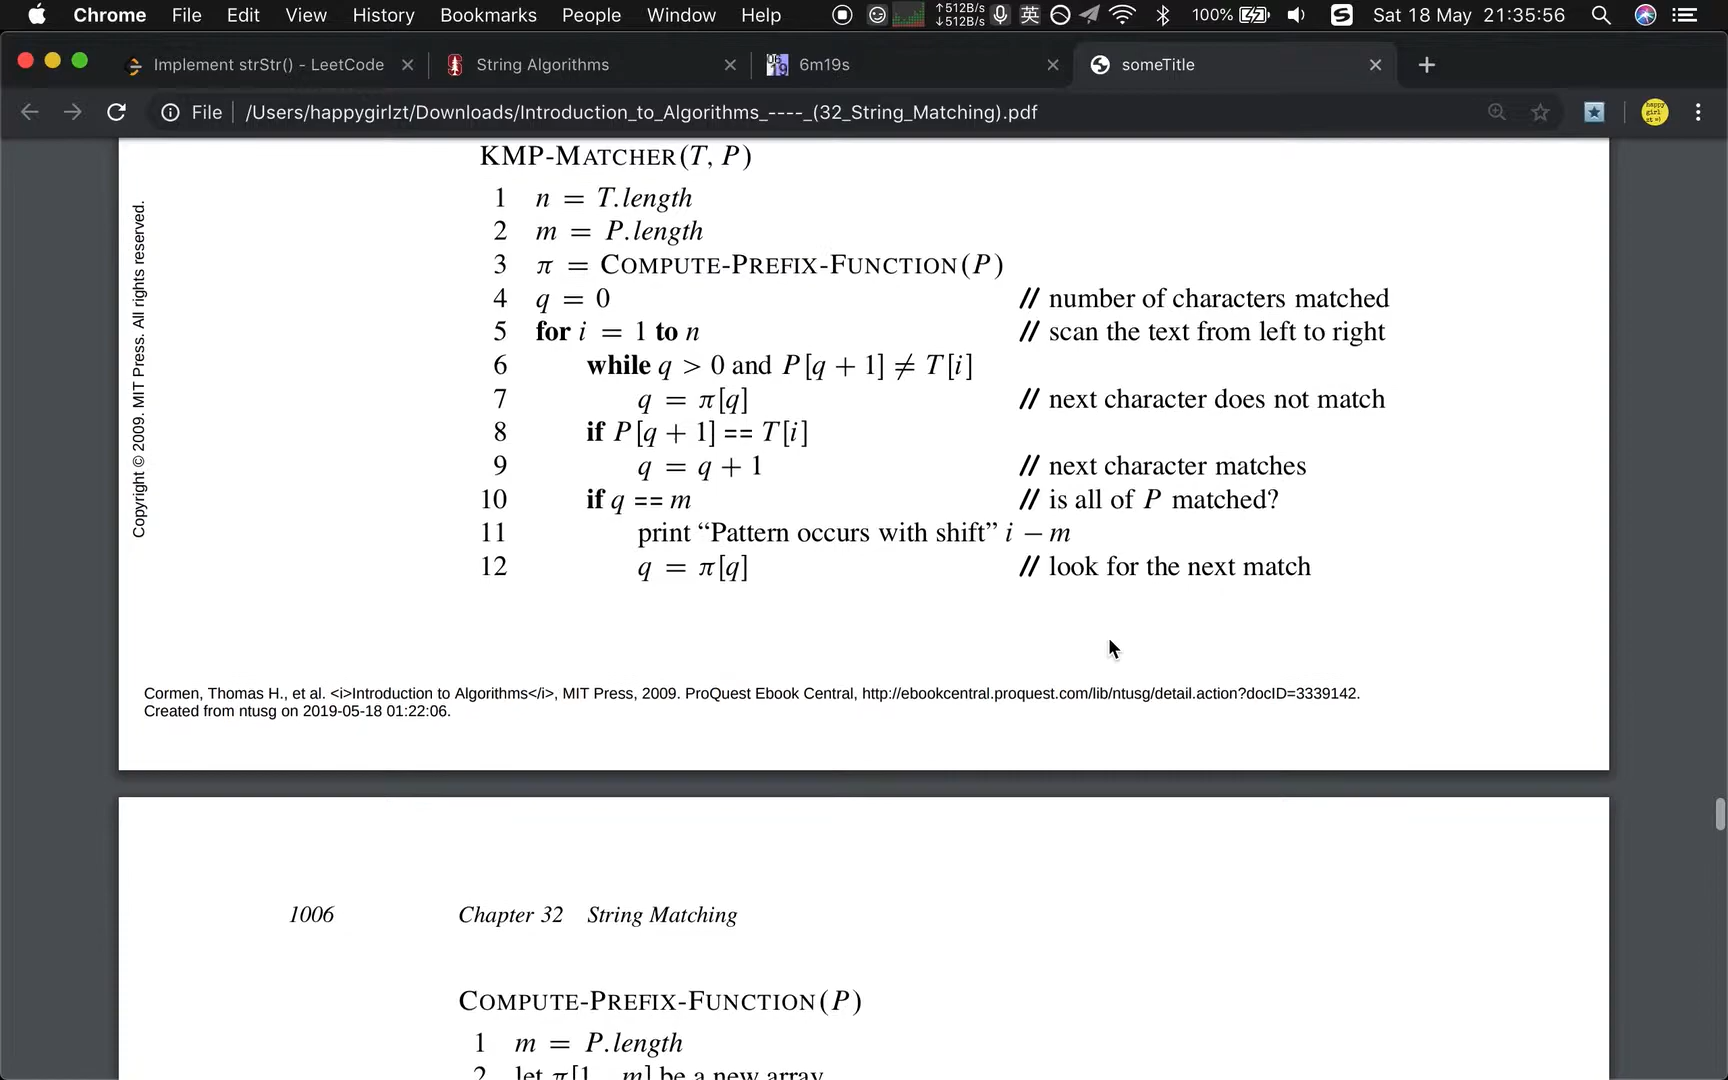 Chrome File Edit View History Bookmarks People Window Help ↑512B/s ↓512B/s 英 100% S Sat 18 May 21:35:56
Implement strStr() - LeetCode String Algorithms 6m19s someTitle
File /Users/happygirlzt/Downloads/Introduction_to_Algorithms_----_(32_String_Matching).pdf
Copyright © 2009. MIT Press. All rights reserved.
KMP-MATCHER(T, P)
1 n = T.length
2 m = P.length
3 π = COMPUTE-PREFIX-FUNCTION(P)
4 q = 0 // number of characters matched
5 for i = 1 to n // scan the text from left to right
6 while q > 0 and P[q + 1] ≠ T[i]
7 q = π[q] // next character does not match
8 if P[q + 1] == T[i]
9 q = q + 1 // next character matches
10 if q == m // is all of P matched?
11 print “Pattern occurs with shift” i − m
12 q = π[q] // look for the next match
Cormen, Thomas H., et al. <i>Introduction to Algorithms</i>, MIT Press, 2009. ProQuest Ebook Central, http://ebookcentral.proquest.com/lib/ntusg/detail.action?docID=3339142.
Created from ntusg on 2019-05-18 01:22:06.
1006 Chapter 32 String Matching
COMPUTE-PREFIX-FUNCTION(P)
1 m = P.length
2 let π[1 .. m] be a new array